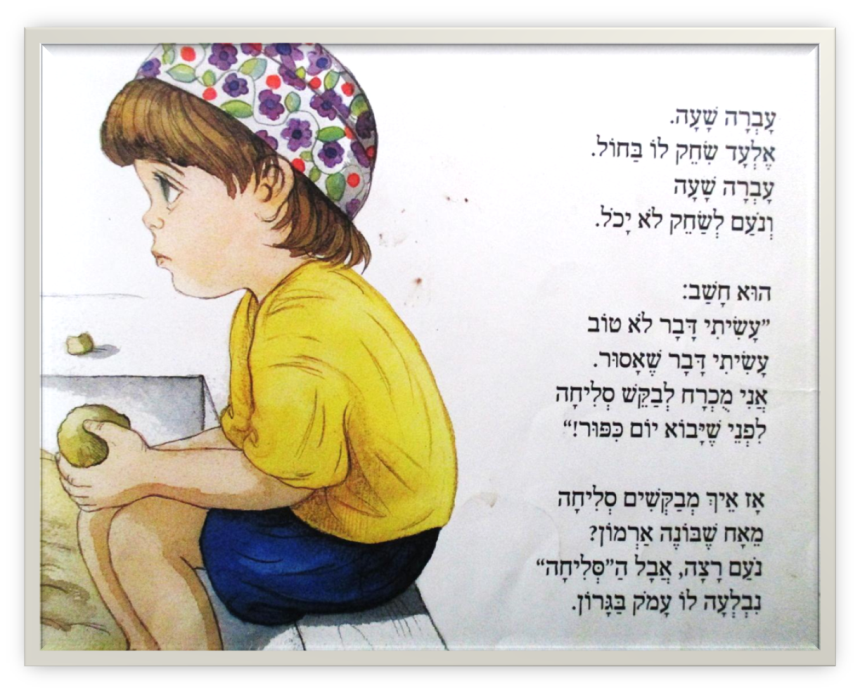 עָבְרָה שָׁעָה.
אֶלְעָד שִׂחֵק לוֹ בַּחוֹל.
עָבְרָה שָׁעָה
וְנֹעַם לְשַׂחֵק לֹא יָכֹל.
הוּא חָשַׁב:
"עָשִׂיתִי דָּבָר לֹא טוֹב
עָשִׂיתִי דָּבָר שֶׁאָסוּר.
אֲנִי מֻכְרָח לְבַקֵּשׁ סְלִיחָה
לִפְנֵי שֶׁיָּבוֹא יוֹם כִּפּוּר!"
אָז אֵיךְ מְבַקְּשִׁים סְלִיחָה
מֵאָח שֶׁבּוֹנֶה אַרְמוֹן?
נֹעַם רָצָה, אֲבָל הַ"סְּלִיחָה"
נִבְלְעָה לוֹ עָמֹק בַּגָּרוֹן.